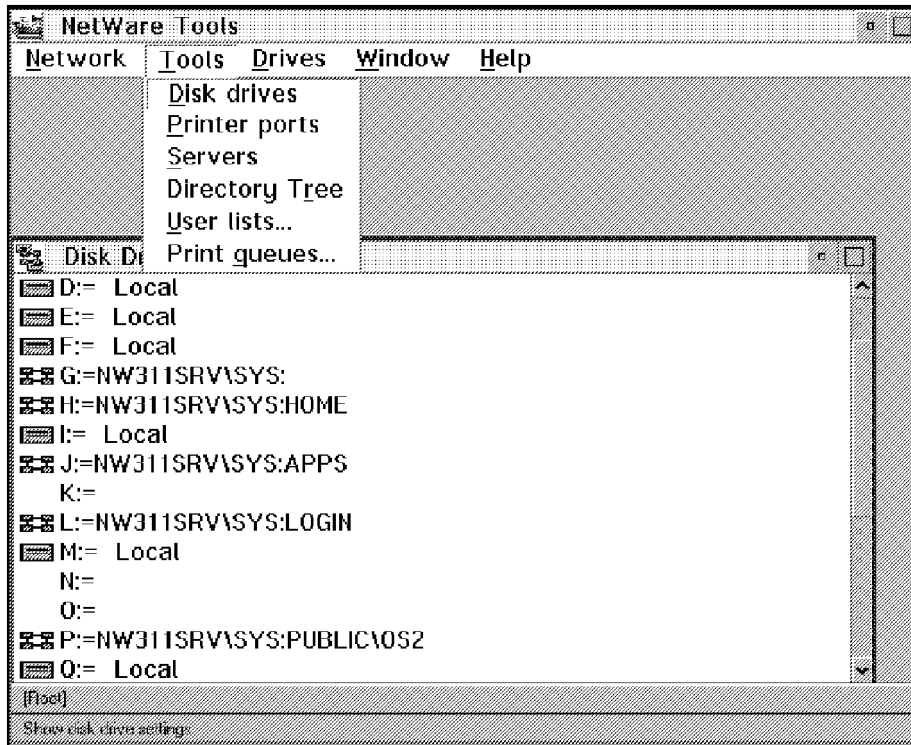 NetWare Tools
Network Tools Drives Window Help
Disk drives
Printer ports
Servers
Directory Tree
User lists...
Print queues...
Disk Dr
D:= Local
E:= Local
F:= Local
G:=NW311SRV\SYS:
H:=NW311SRV\SYS:HOME
I:= Local
J:=NW311SRV\SYS:APPS
K:=
L:=NW311SRV\SYS:LOGIN
M:= Local
N:=
O:=
P:=NW311SRV\SYS:PUBLIC\OS2
Q:= Local
[Root]
Show disk drive settings